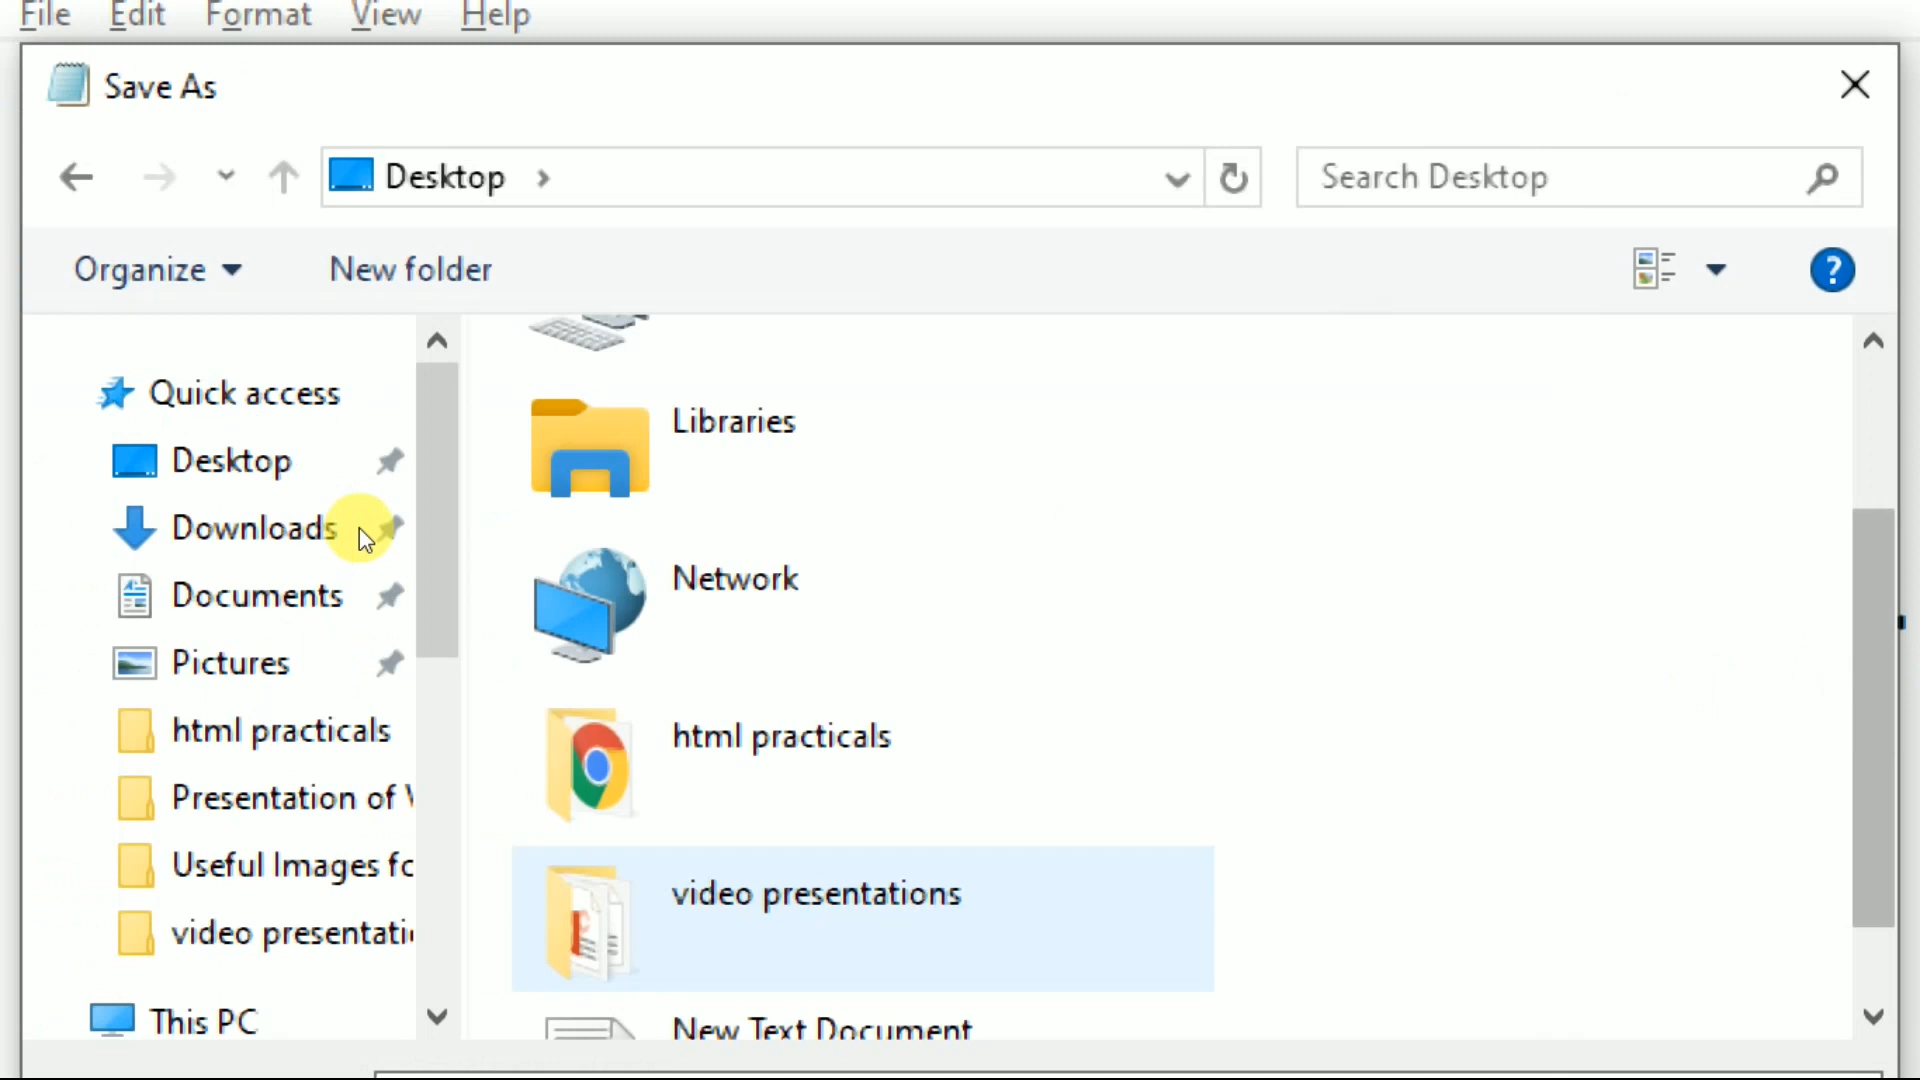 File Edit Format View Help
Save As
Desktop
Search Desktop
Organize New folder
?
Quick access
Desktop
Downloads
Documents
Pictures
html practicals
Presentation of
Useful Images
video
This PC
Libraries
Network
html practicals
video presentations
New Text Document